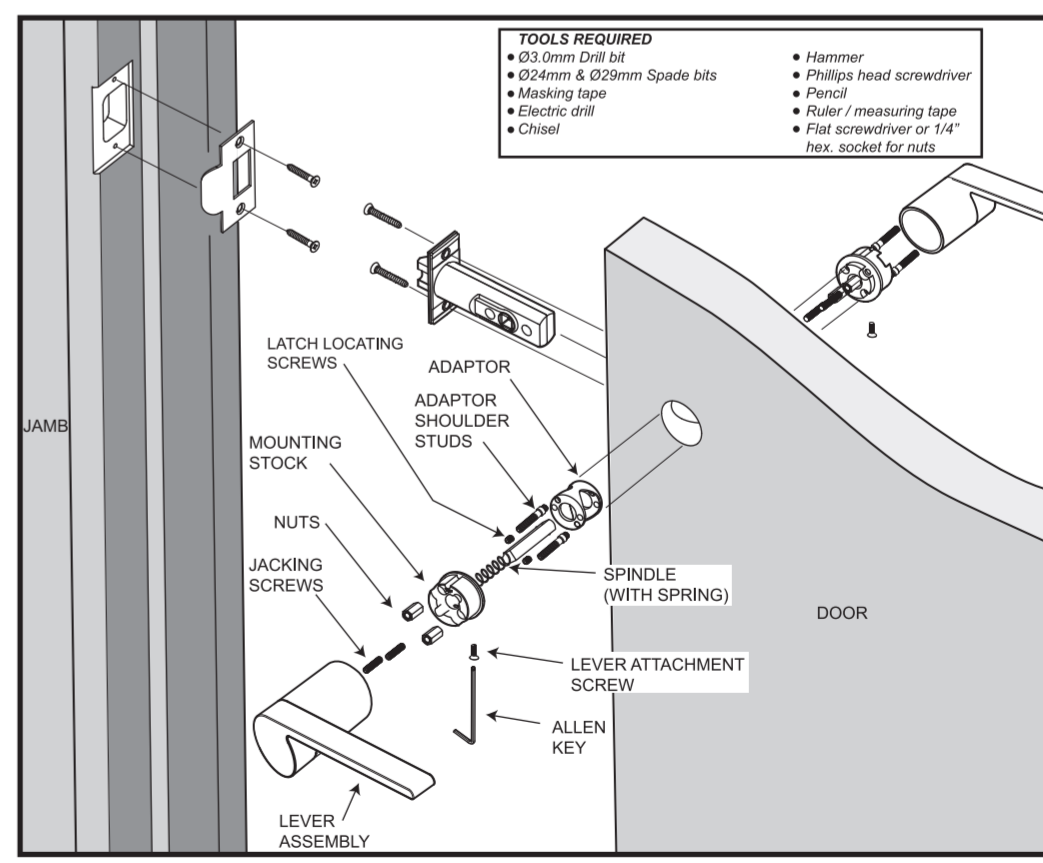 TOOLS REQUIRED
• Ø3.0mm Drill bit
• Ø24mm & Ø29mm Spade bits
• Masking tape
• Electric drill
• Chisel
• Hammer
• Phillips head screwdriver
• Pencil
• Ruler / measuring tape
• Flat screwdriver or 1/4”
hex. socket for nuts
LATCH LOCATING
SCREWS
ADAPTOR
ADAPTOR
SHOULDER
STUDS
JAMB
MOUNTING
STOCK
NUTS
JACKING
SCREWS
SPINDLE
(WITH SPRING)
DOOR
LEVER ATTACHMENT
SCREW
ALLEN
KEY
LEVER
ASSEMBLY